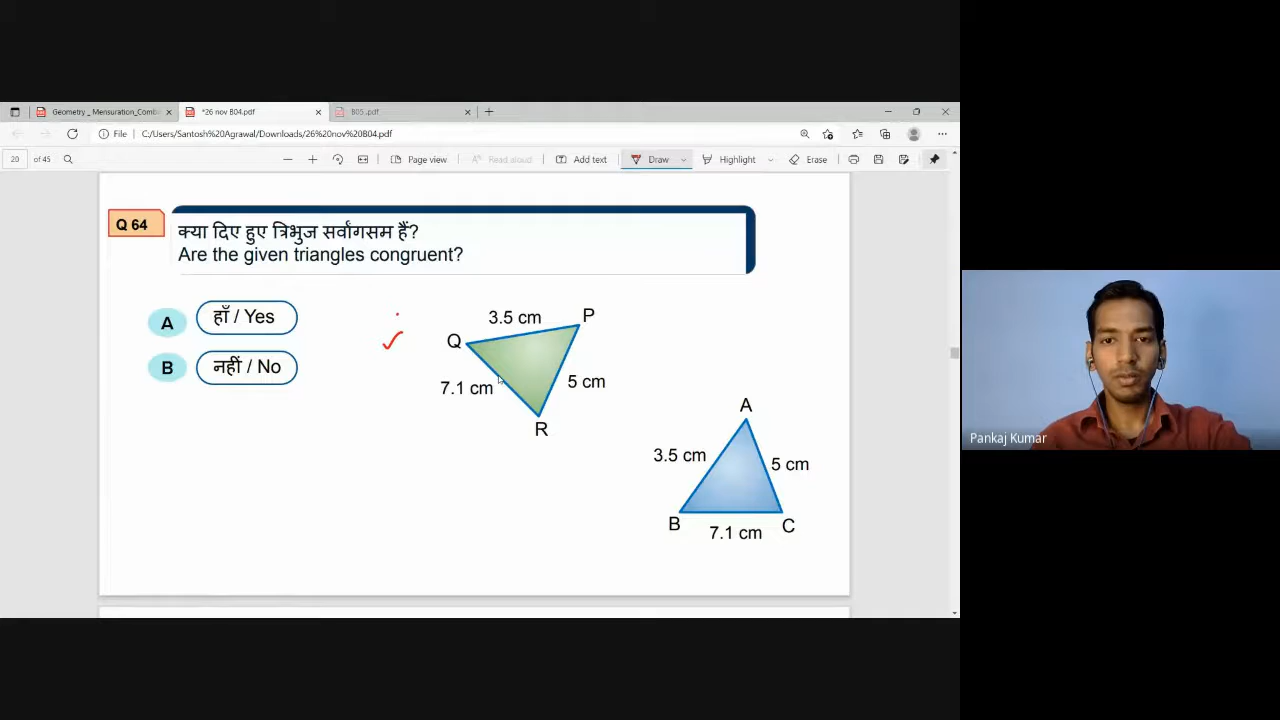 Geometry _ Mensuration_Combi
*26 nov B04.pdf
B05 .pdf
File
C:/Users/Santosh%20Agrawal/Downloads/26%20nov%20B04.pdf
20 of 45
Page view
Read aloud
Add text
Draw
Highlight
Erase
Q 64
क्या दिए हुए त्रिभुज सर्वांगसम हैं?
Are the given triangles congruent?
A हाँ / Yes
B नहीं / No
3.5 cm
P
Q
7.1 cm
5 cm
R
A
3.5 cm
5 cm
B
C
7.1 cm
Pankaj Kumar